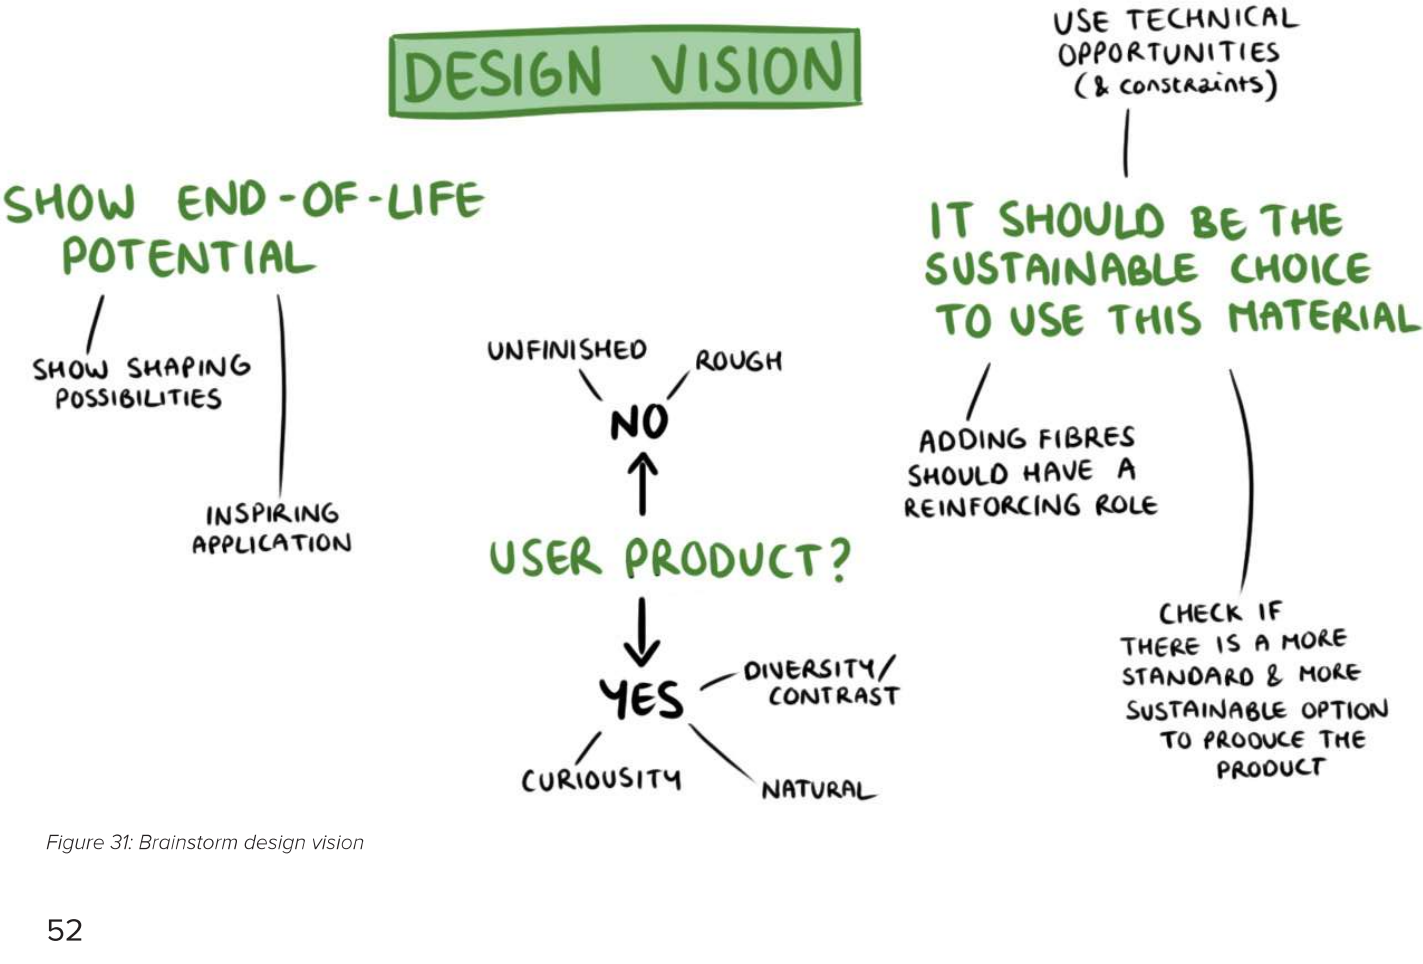 DESIGN VISION
SHOW END-OF-LIFE
POTENTIAL
SHOW SHAPING
POSSIBILITIES
INSPIRING
APPLICATION
UNFINISHED
ROUGH
NO
USER PRODUCT?
YES
DIVERSITY/
CONTRAST
CURIOUSITY
NATURAL
USE TECHNICAL
OPPORTUNITIES
(& CONSTRAINTS)
IT SHOULD BE THE
SUSTAINABLE CHOICE
TO USE THIS MATERIAL
ADDING FIBRES
SHOULD HAVE A
REINFORCING ROLE
CHECK IF
THERE IS A MORE
STANDARD & MORE
SUSTAINABLE OPTION
TO PRODUCE THE
PRODUCT
Figure 31: Brainstorm design vision
52